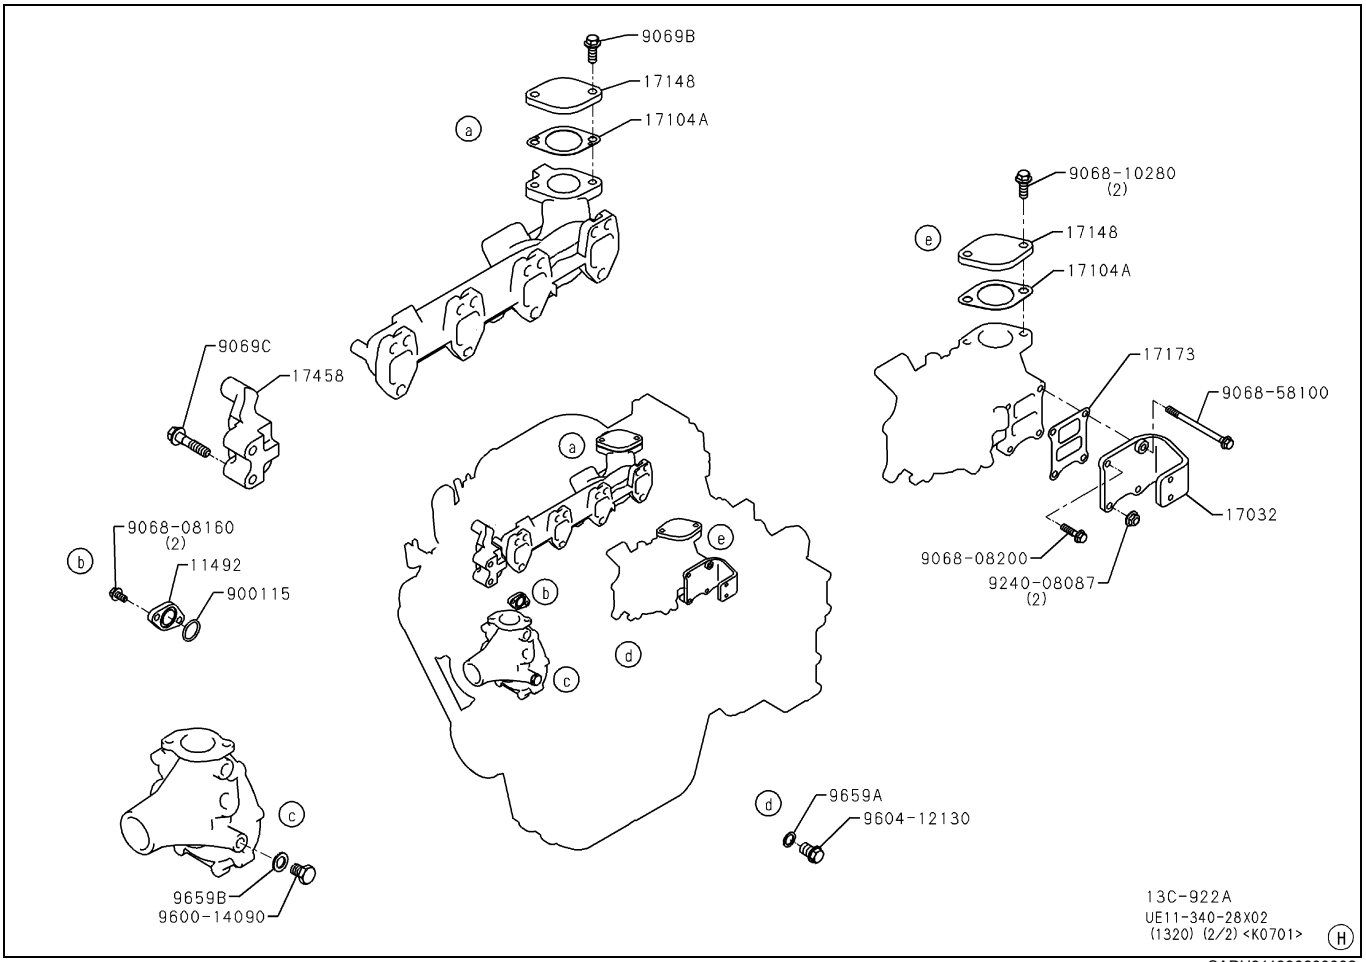 9069B
17148
17104A
a
9068-10280
(2)
e
17148
17104A
9069C
17458
17173
9068-58100
a
9068-08160
(2)
b
11492
900115
e
b
17032
9068-08200
9240-08087
(2)
d
c
c
d
9659A
9604-12130
9659B
9600-14090
13C-922A
UE11-340-28X02
(1320) (2/2) <K0701>
H